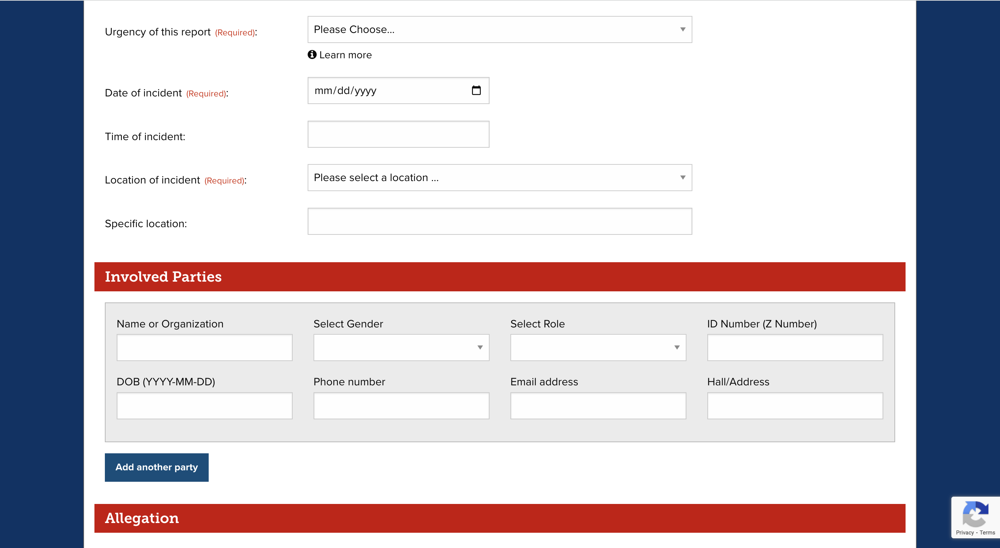 Urgency of this report (Required):
Please Choose...
Learn more
Date of incident (Required):
mm/dd/yyyy
Time of incident:
Location of incident (Required):
Please select a location ...
Specific location:
Involved Parties
Name or Organization
Select Gender
Select Role
ID Number (Z Number)
DOB (YYYY-MM-DD)
Phone number
Email address
Hall/Address
Add another party
Allegation
Privacy - Terms